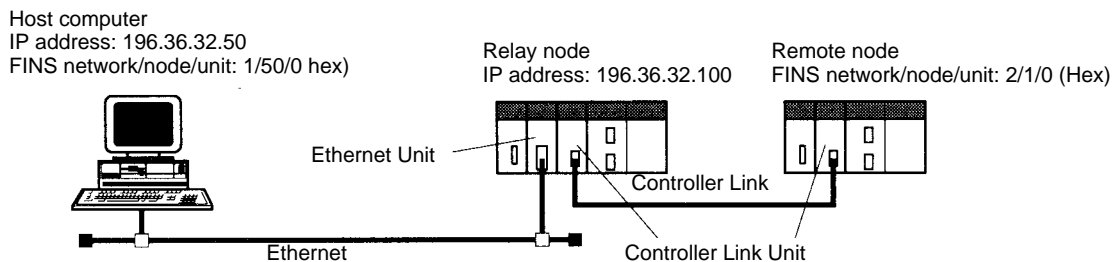 Host computer
IP address: 196.36.32.50
FINS network/node/unit: 1/50/0 hex)
Relay node
IP address: 196.36.32.100
Remote node
FINS network/node/unit: 2/1/0 (Hex)
Ethernet Unit
Controller Link
Ethernet
Controller Link Unit